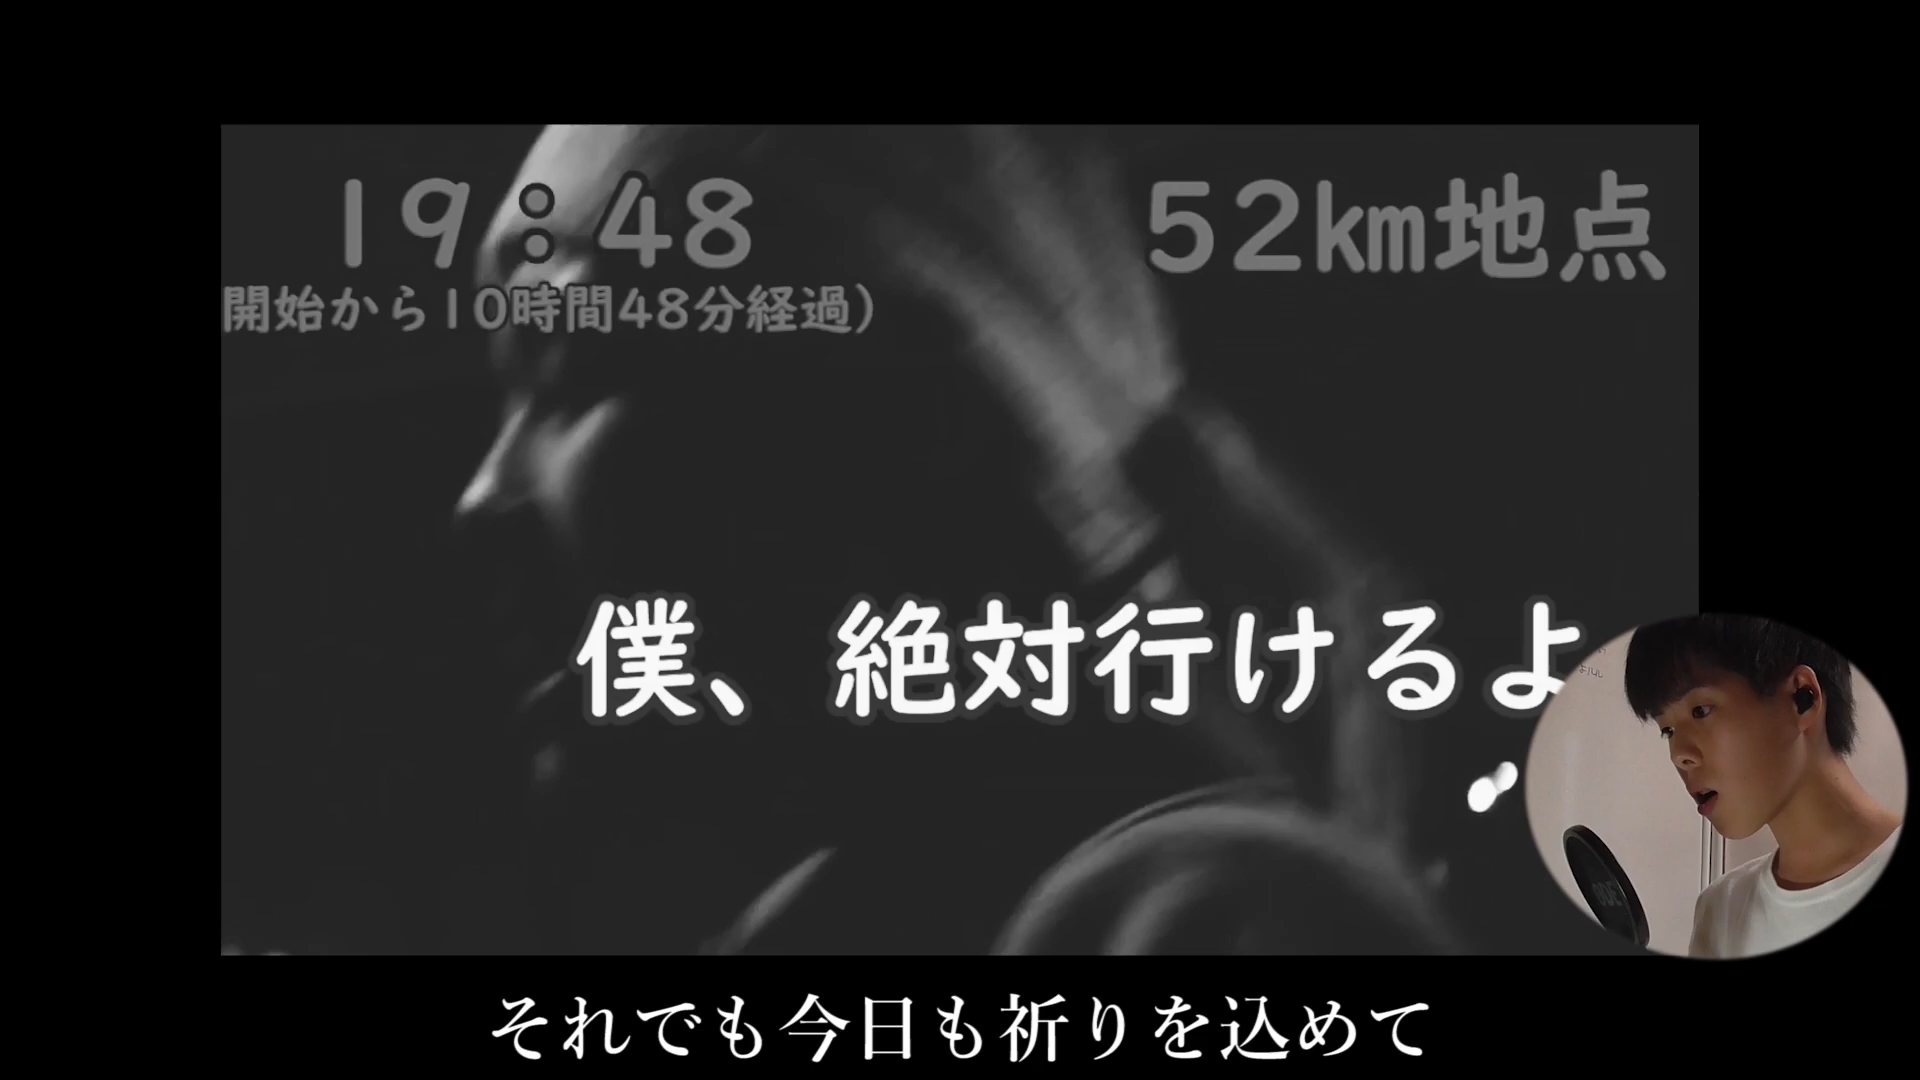 19:48
52km地点
開始から10時間48分経過)
僕、絶対行けるよ
それでも今日も祈りを込めて